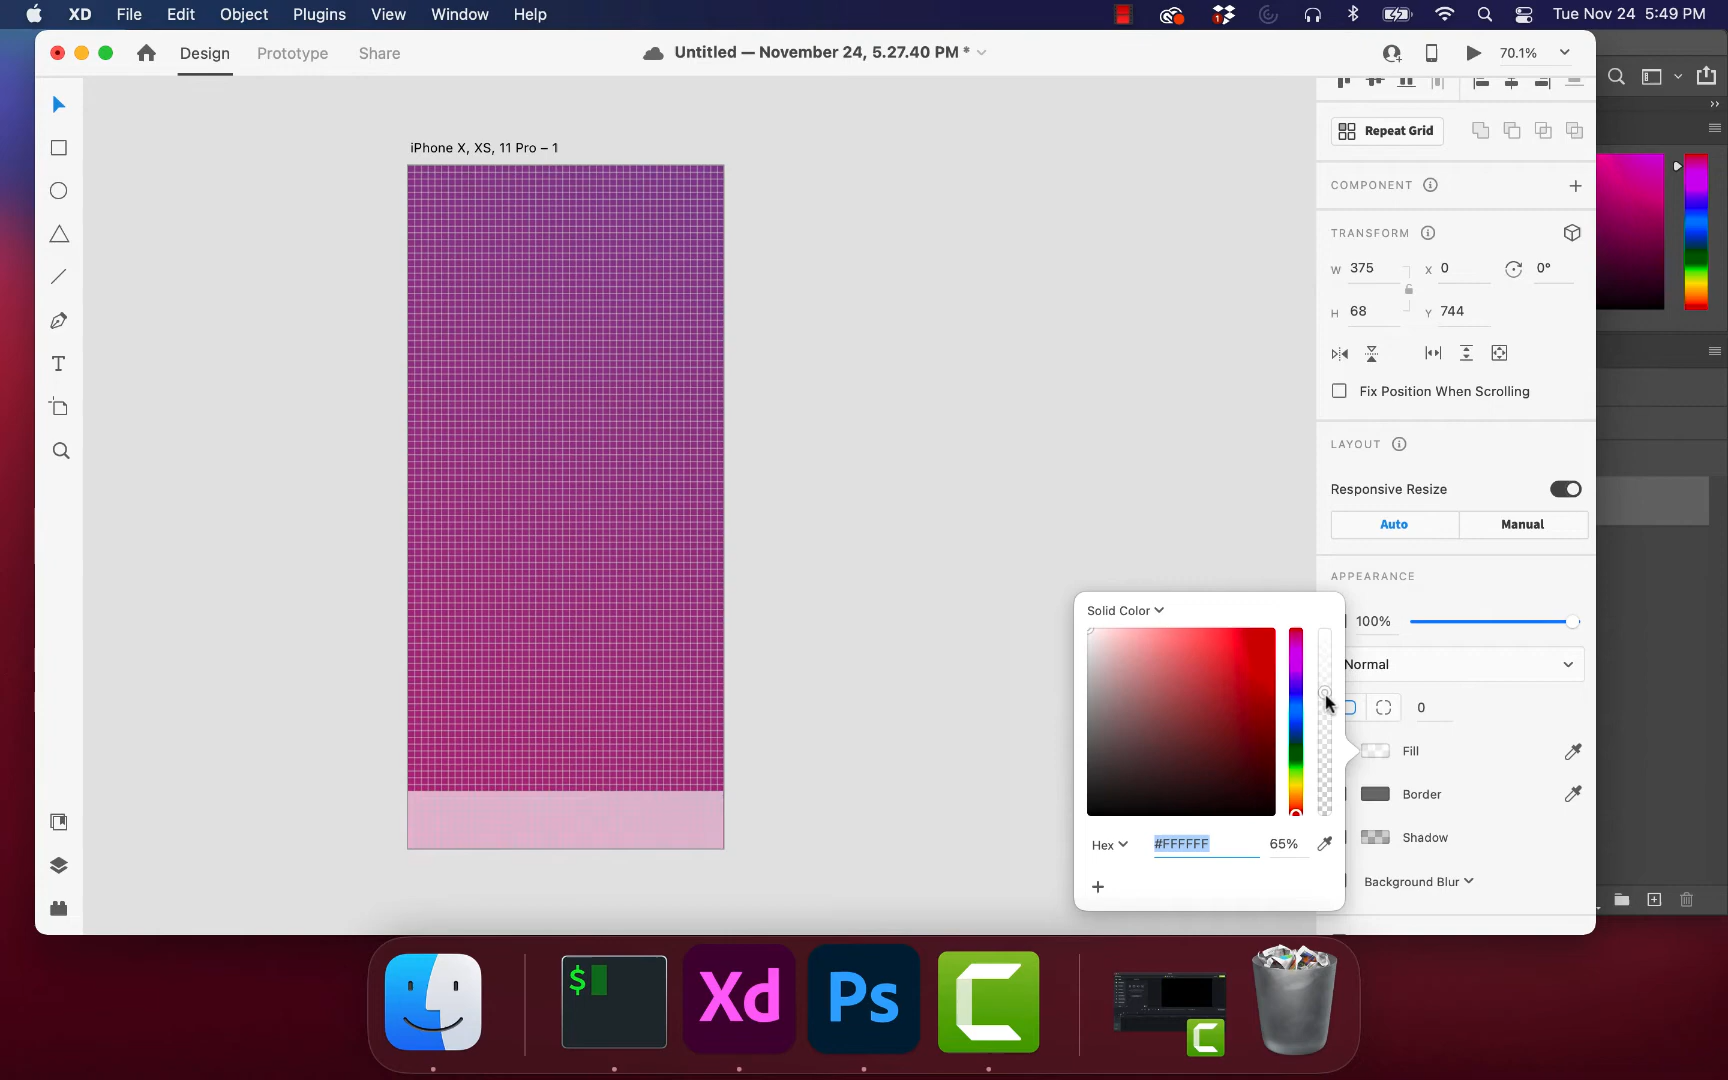 XD File Edit Object Plugins View Window Help
1
Tue Nov 24 5:49 PM
Design Prototype Share
Untitled — November 24, 5.27.40 PM *
70.1%
iPhone X, XS, 11 Pro – 1
Repeat Grid
COMPONENT
TRANSFORM
W 375 X 0 0°
H 68 Y 744
Fix Position When Scrolling
LAYOUT
Responsive Resize
Auto Manual
APPEARANCE
100%
Normal
0
Fill
Border
Shadow
Background Blur
Solid Color
Hex #FFFFFF 65%
T
$
Xd
Ps